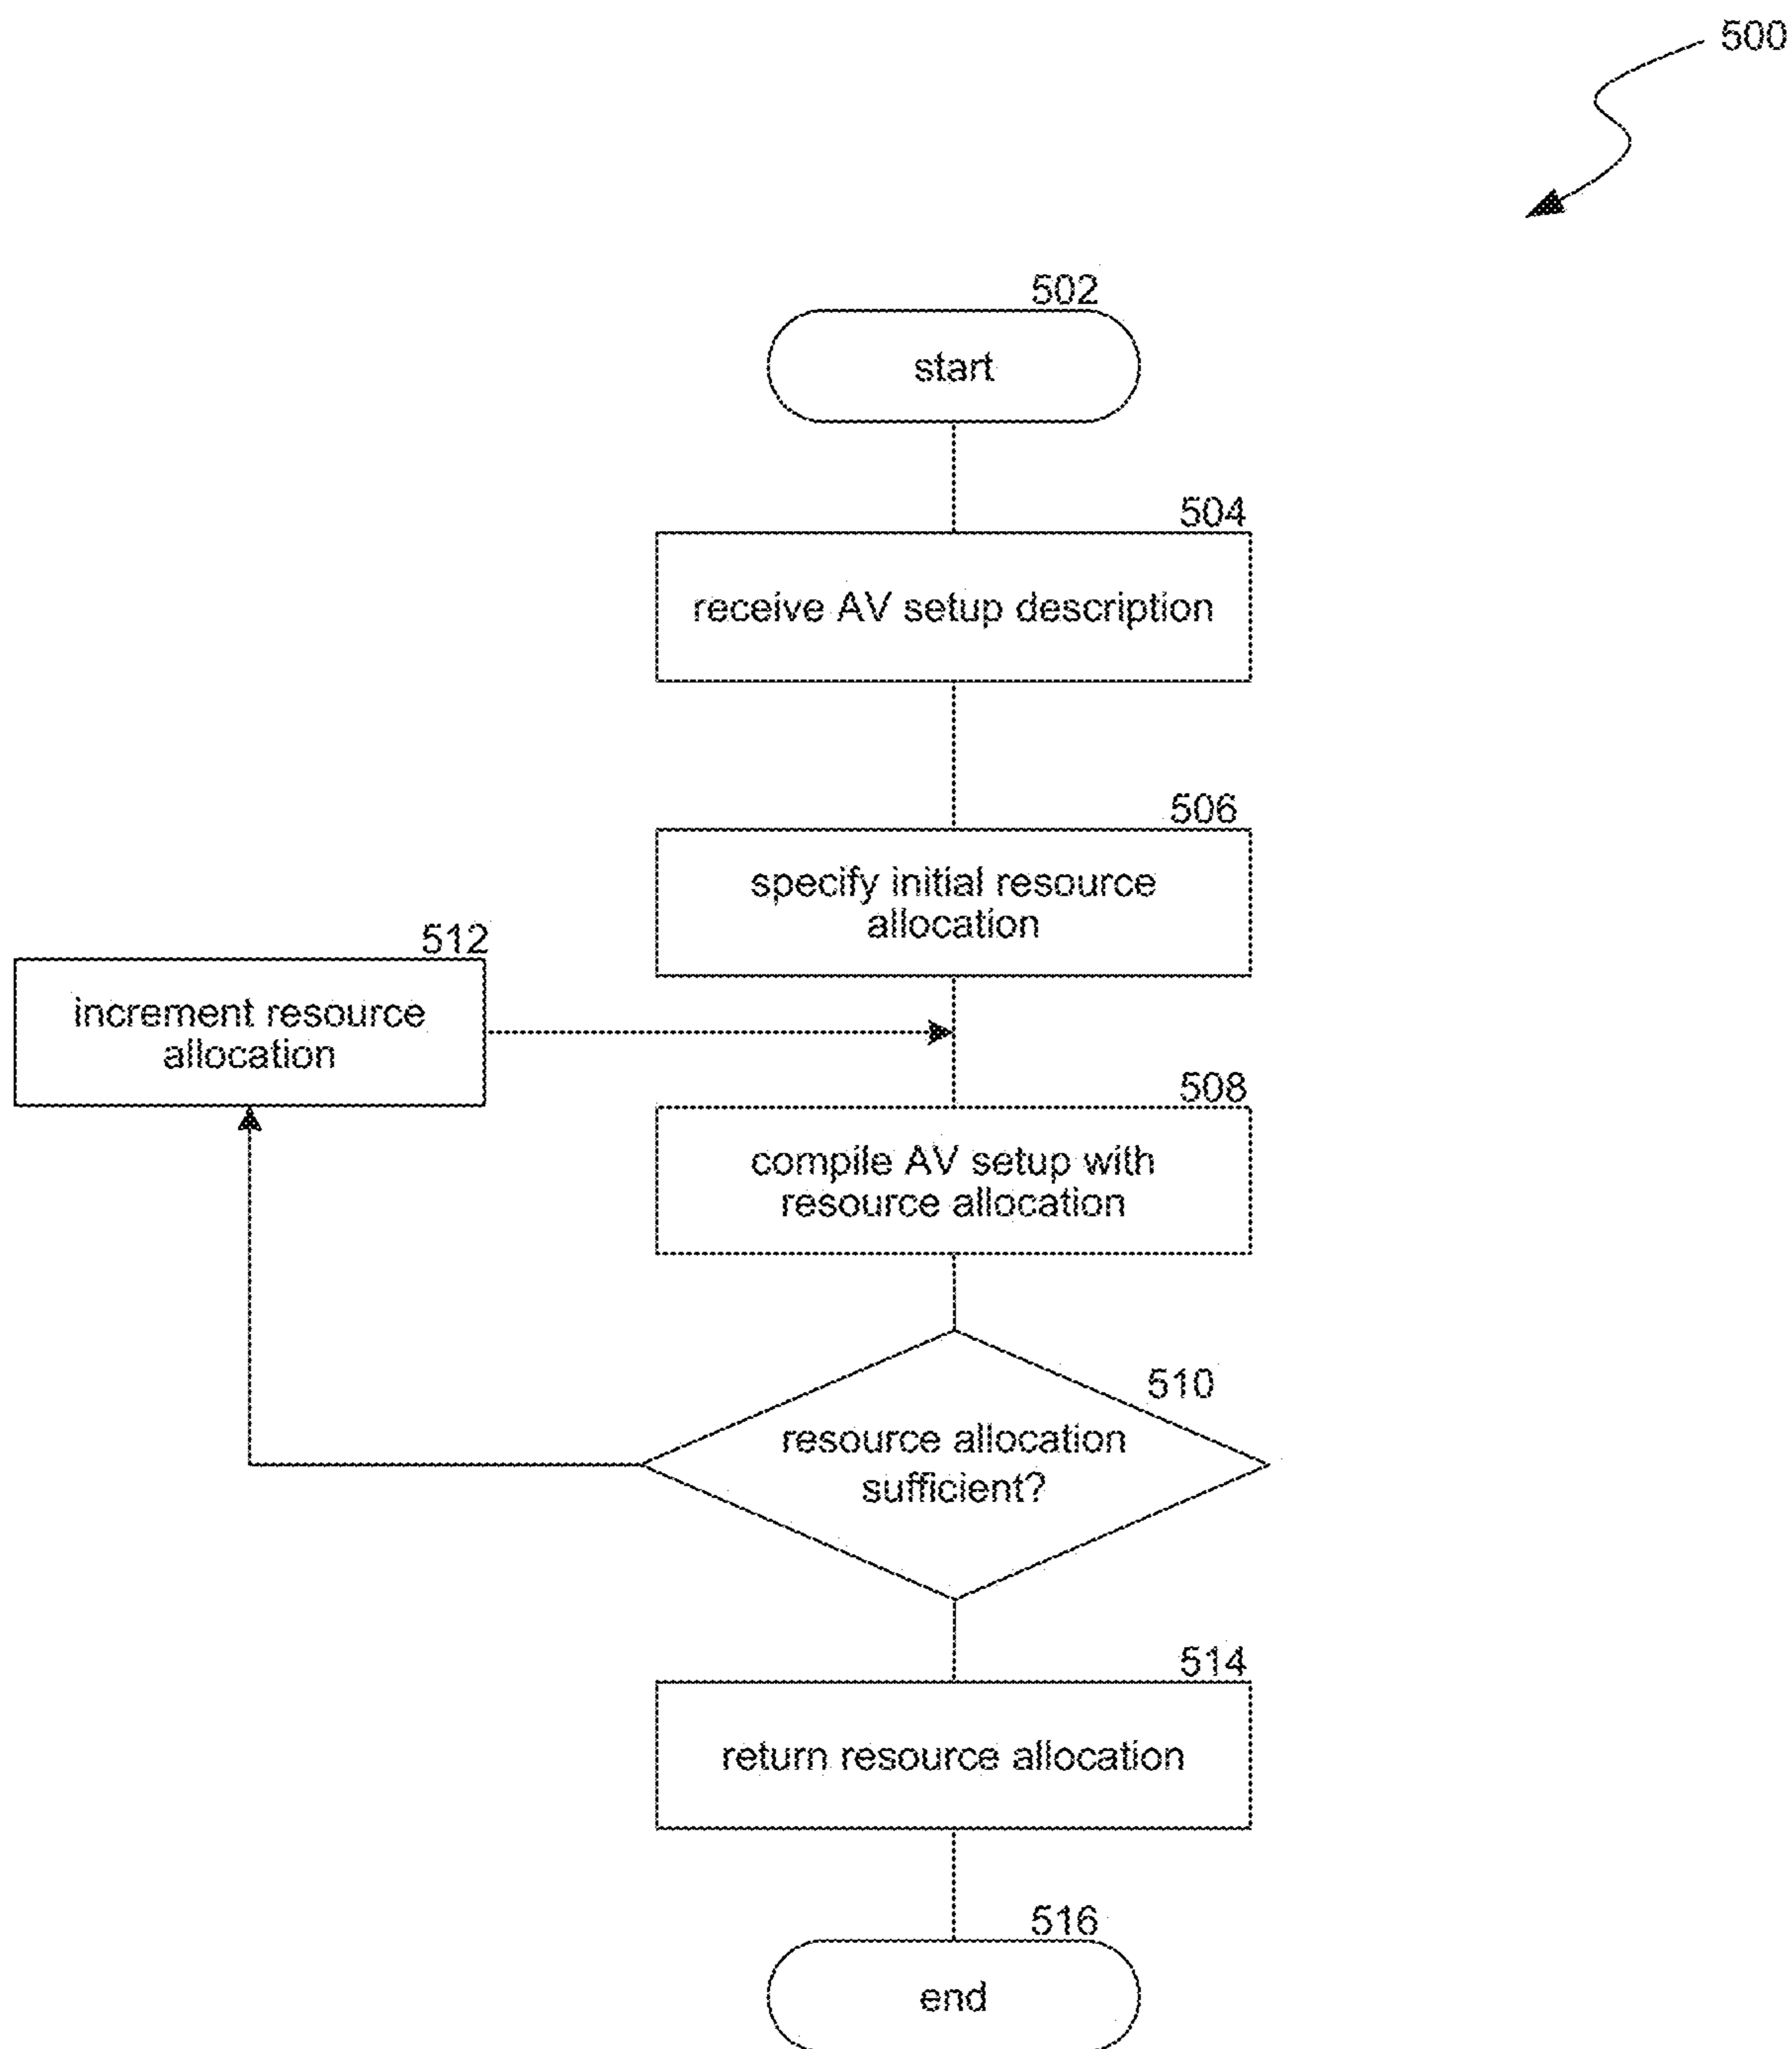 500
502
start
504
receive AV setup description
506
specify initial resource
allocation
512
increment resource
allocation
508
compile AV setup with
resource allocation
510
resource allocation
sufficient?
514
return resource allocation
516
end